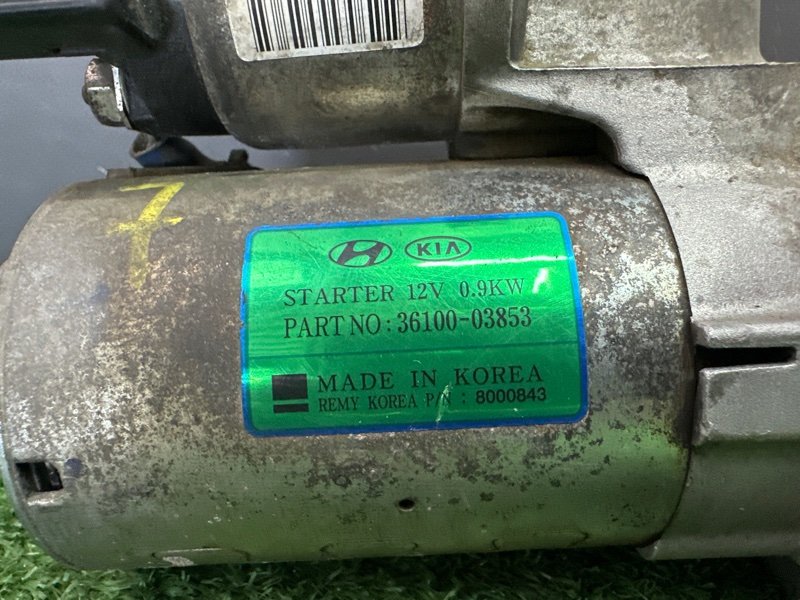 7
KIA
STARTER 12V 0.9KW
PART NO : 36100-03853
MADE IN KOREA
REMY KOREA P/N : 8000843